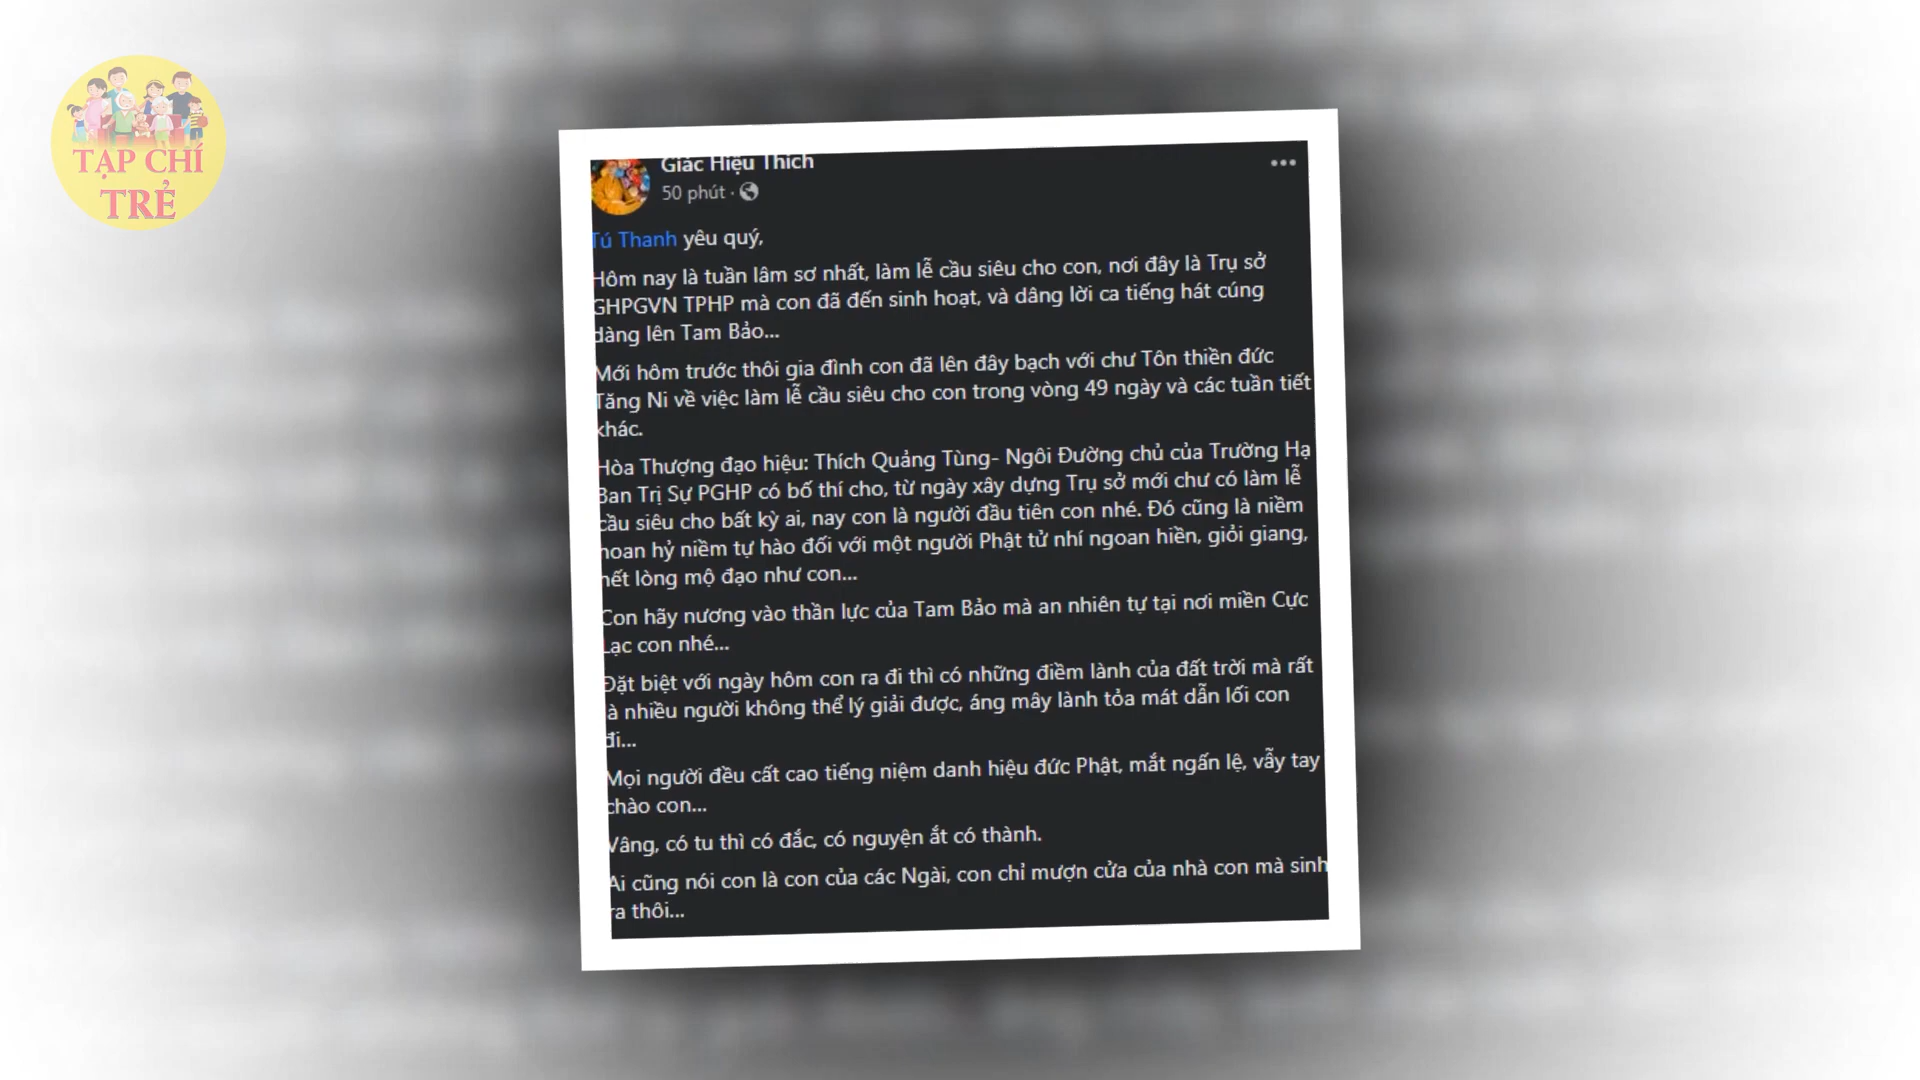 TẠP CHÍ
TRẺ
Giác Hiệu Thích
50 phút ·
Tú Thanh yêu quý,
Hôm nay là tuần lâm sơ nhất, làm lễ cầu siêu cho con, nơi đây là Trụ sở
GHPGVN TPHP mà con đã đến sinh hoạt, và dâng lời ca tiếng hát cúng
dàng lên Tam Bảo...
Mới hôm trước thôi gia đình con đã lên đây bạch với chư Tôn thiền đức
Tăng Ni về việc làm lễ cầu siêu cho con trong vòng 49 ngày và các tuần tiết
khác.
Hòa Thượng đạo hiệu: Thích Quảng Tùng- Ngôi Đường chủ của Trường Hạ
Ban Trị Sự PGHP có bố thí cho, từ ngày xây dựng Trụ sở mới chư có làm lễ
cầu siêu cho bất kỳ ai, nay con là người đầu tiên con nhé. Đó cũng là niềm
hoan hỷ niềm tự hào đối với một người Phật tử nhí ngoan hiền, giỏi giang,
hết lòng mộ đạo như con...
Con hãy nương vào thần lực của Tam Bảo mà an nhiên tự tại nơi miền Cực
Lạc con nhé...
Đặt biệt với ngày hôm con ra đi thì có những điềm lành của đất trời mà rất
là nhiều người không thể lý giải được, áng mây lành tỏa mát dẫn lối con
đi...
Mọi người đều cất cao tiếng niệm danh hiệu đức Phật, mắt ngấn lệ, vẫy tay
chào con...
Vâng, có tu thì có đắc, có nguyện ắt có thành.
Ai cũng nói con là con của các Ngài, con chỉ mượn cửa của nhà con mà sinh
ra thôi...